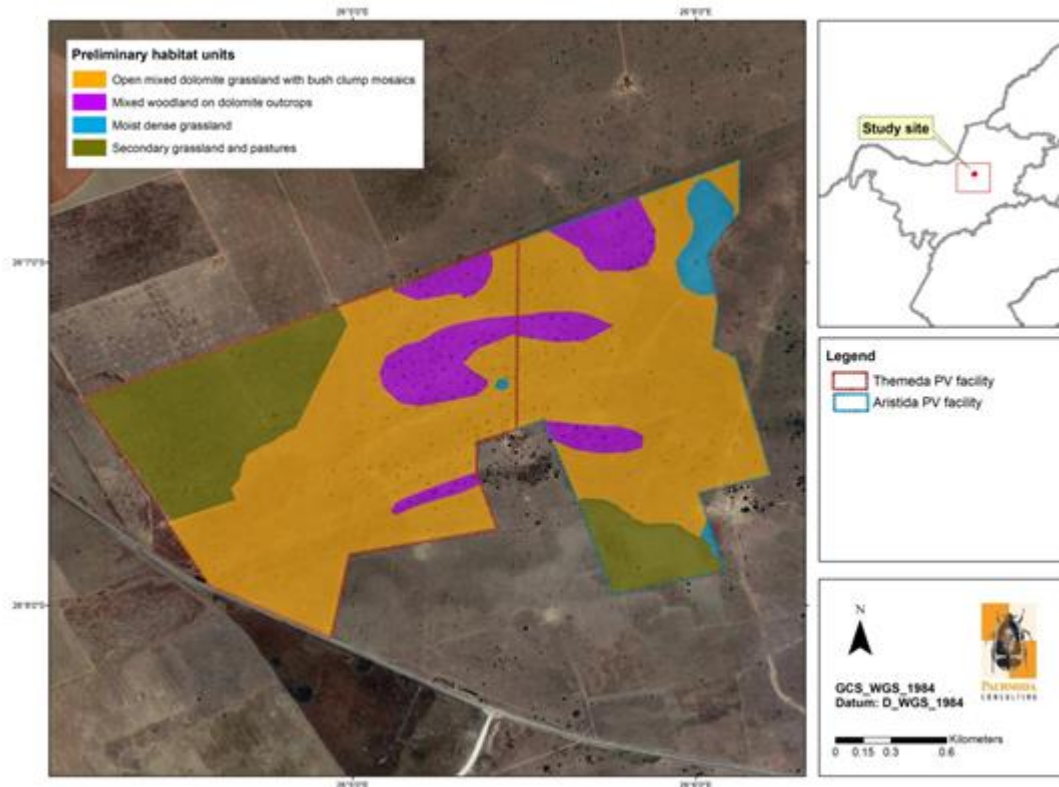 Preliminary habitat units
Open mixed dolomite grassland with bush clump mosaics
Mixed woodland on dolomite outcrops
Moist dense grassland
Secondary grassland and pastures
Study site
Legend
Themeda PV facility
Aristida PV facility
N
GCS_WGS_1984
Datum: D_WGS_1984
CONSULTING
Kilometers
0 0.15 0.3 0.6